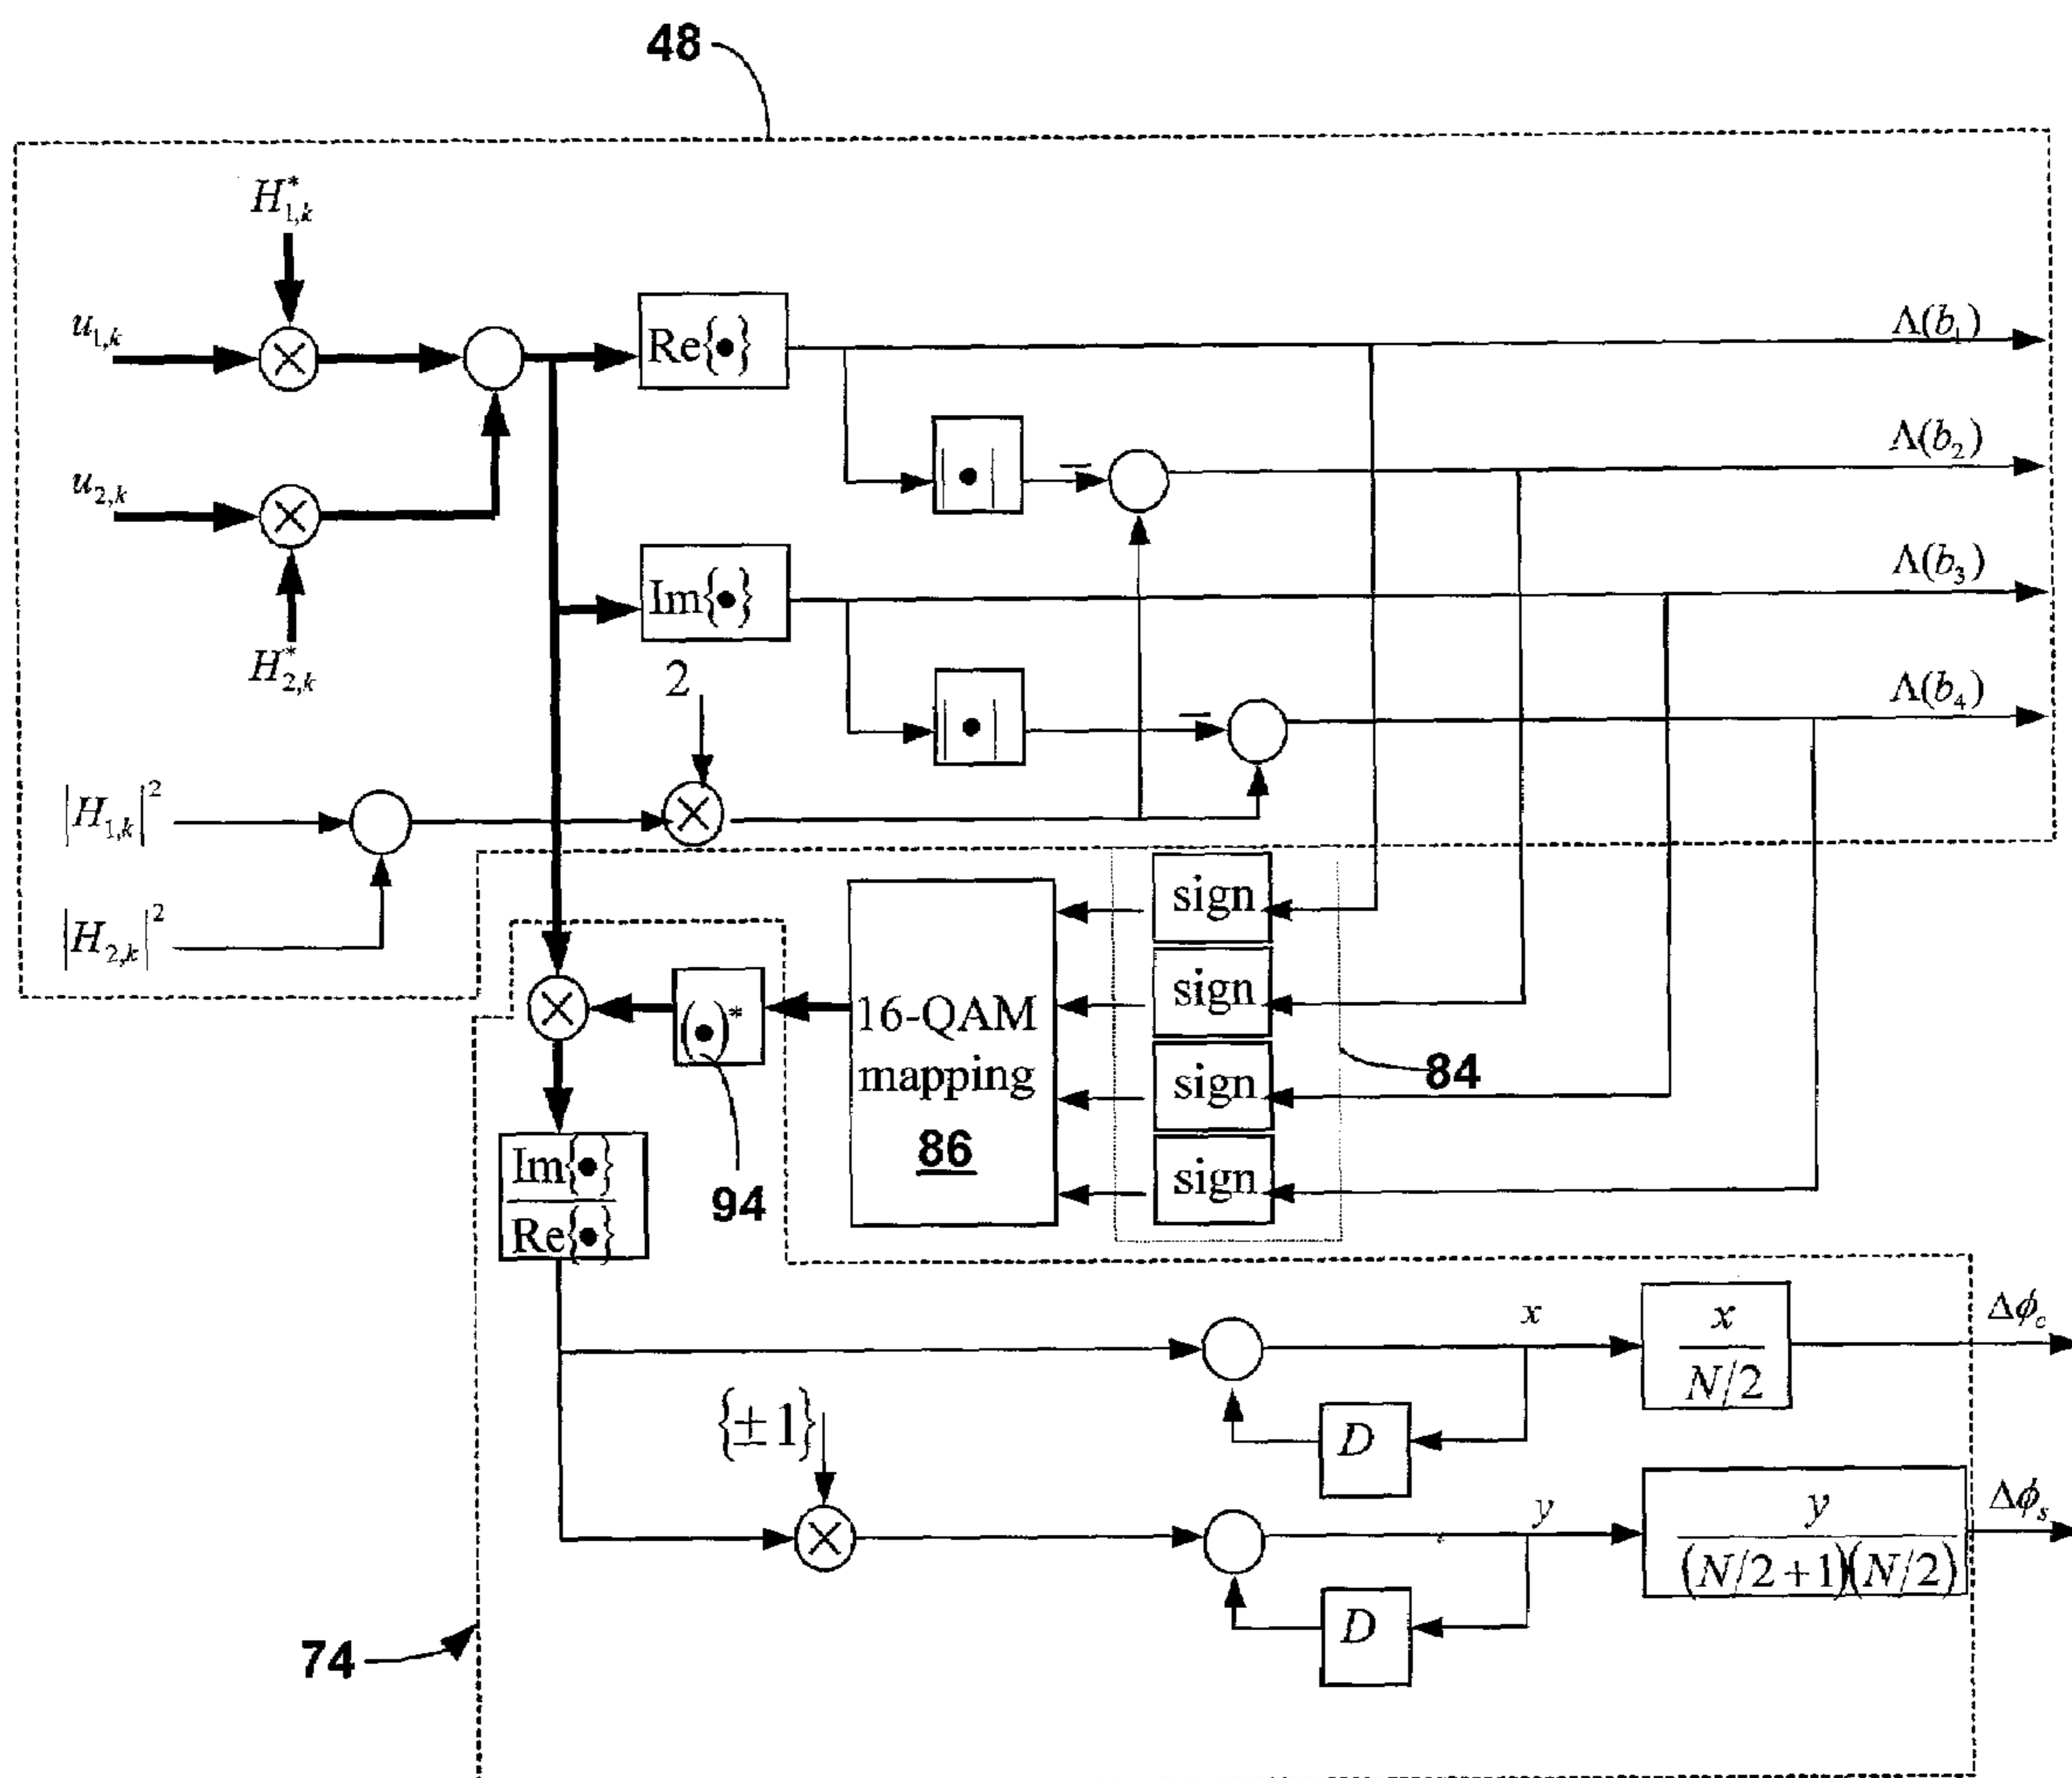 48
H*1,k
u1,k
Re{•}
Λ(b1)
|•|
−
Λ(b2)
u2,k
H*2,k
Im{•}
Λ(b3)
2
|•|
−
Λ(b4)
|H1,k|²
|H2,k|²
sign
sign
sign
sign
84
16-QAM
mapping
86
(•)*
94
Im{•}
Re{•}
x
x
N/2
Δϕc
D
{±1}
y
y
(N/2+1)(N/2)
Δϕs
D
74